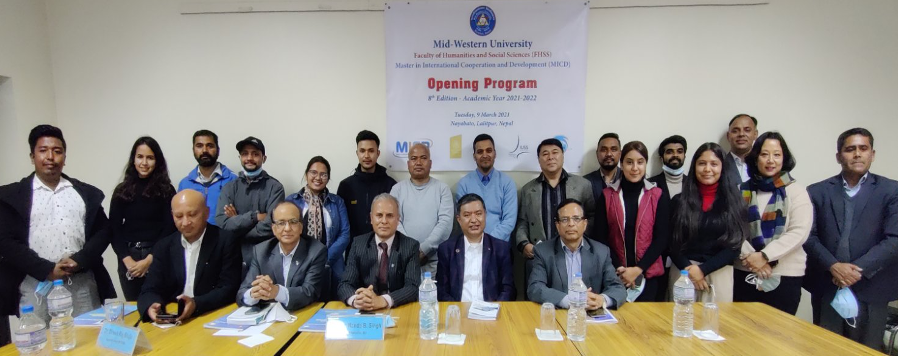 Mid-Western University
Faculty of Humanities and Social Sciences (FHSS)
Master in International Cooperation and Development (MICD)
Opening Program
8th Edition - Academic Year 2021-2022
Tuesday, 9 March 2021
Nayabato, Lalitpur, Nepal